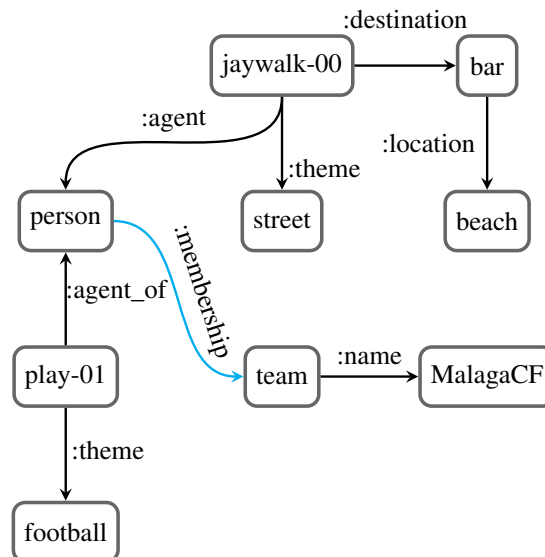 :destination
jaywalk-00
bar
:agent
:theme
:location
person
street
beach
:membership
:agent_of
play-01
team
:name
MalagaCF
:theme
football